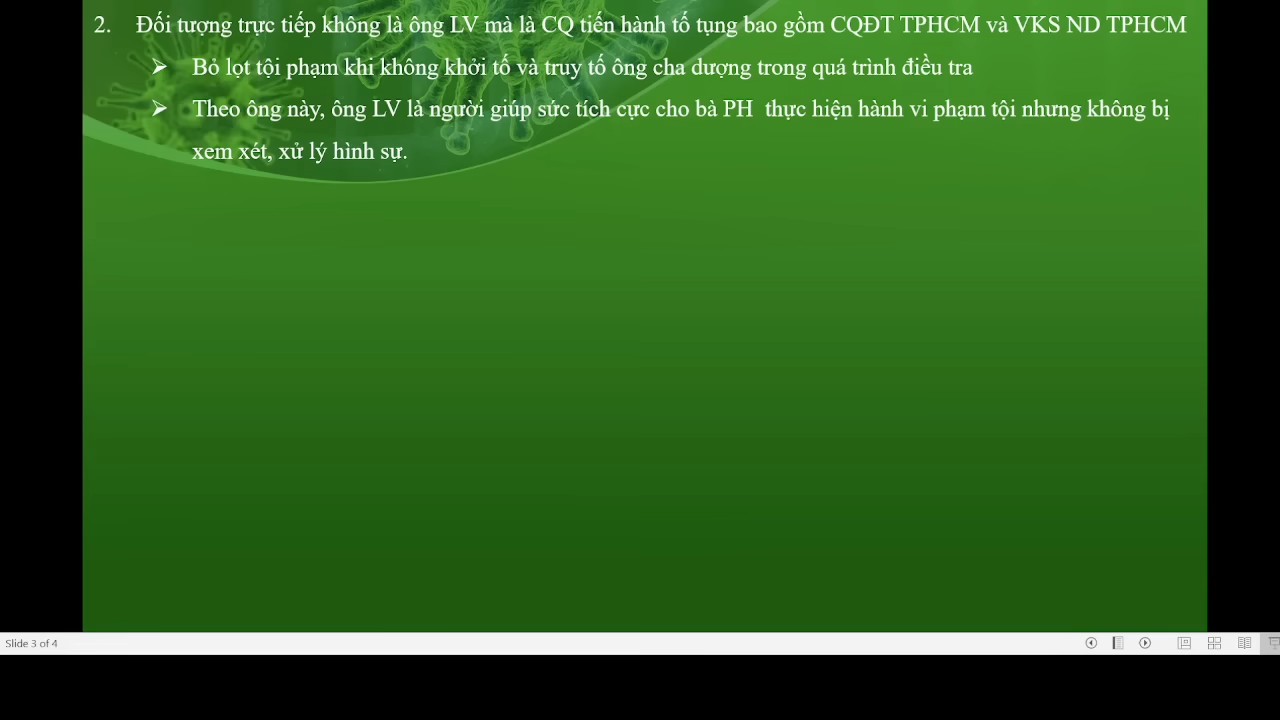 2. Đối tượng trực tiếp không là ông LV mà là CQ tiến hành tố tụng bao gồm CQĐT TPHCM và VKS ND TPHCM
➢ Bỏ lọt tội phạm khi không khởi tố và truy tố ông cha dượng trong quá trình điều tra
➢ Theo ông này, ông LV là người giúp sức tích cực cho bà PH thực hiện hành vi phạm tội nhưng không bị
xem xét, xử lý hình sự.
Slide 3 of 4